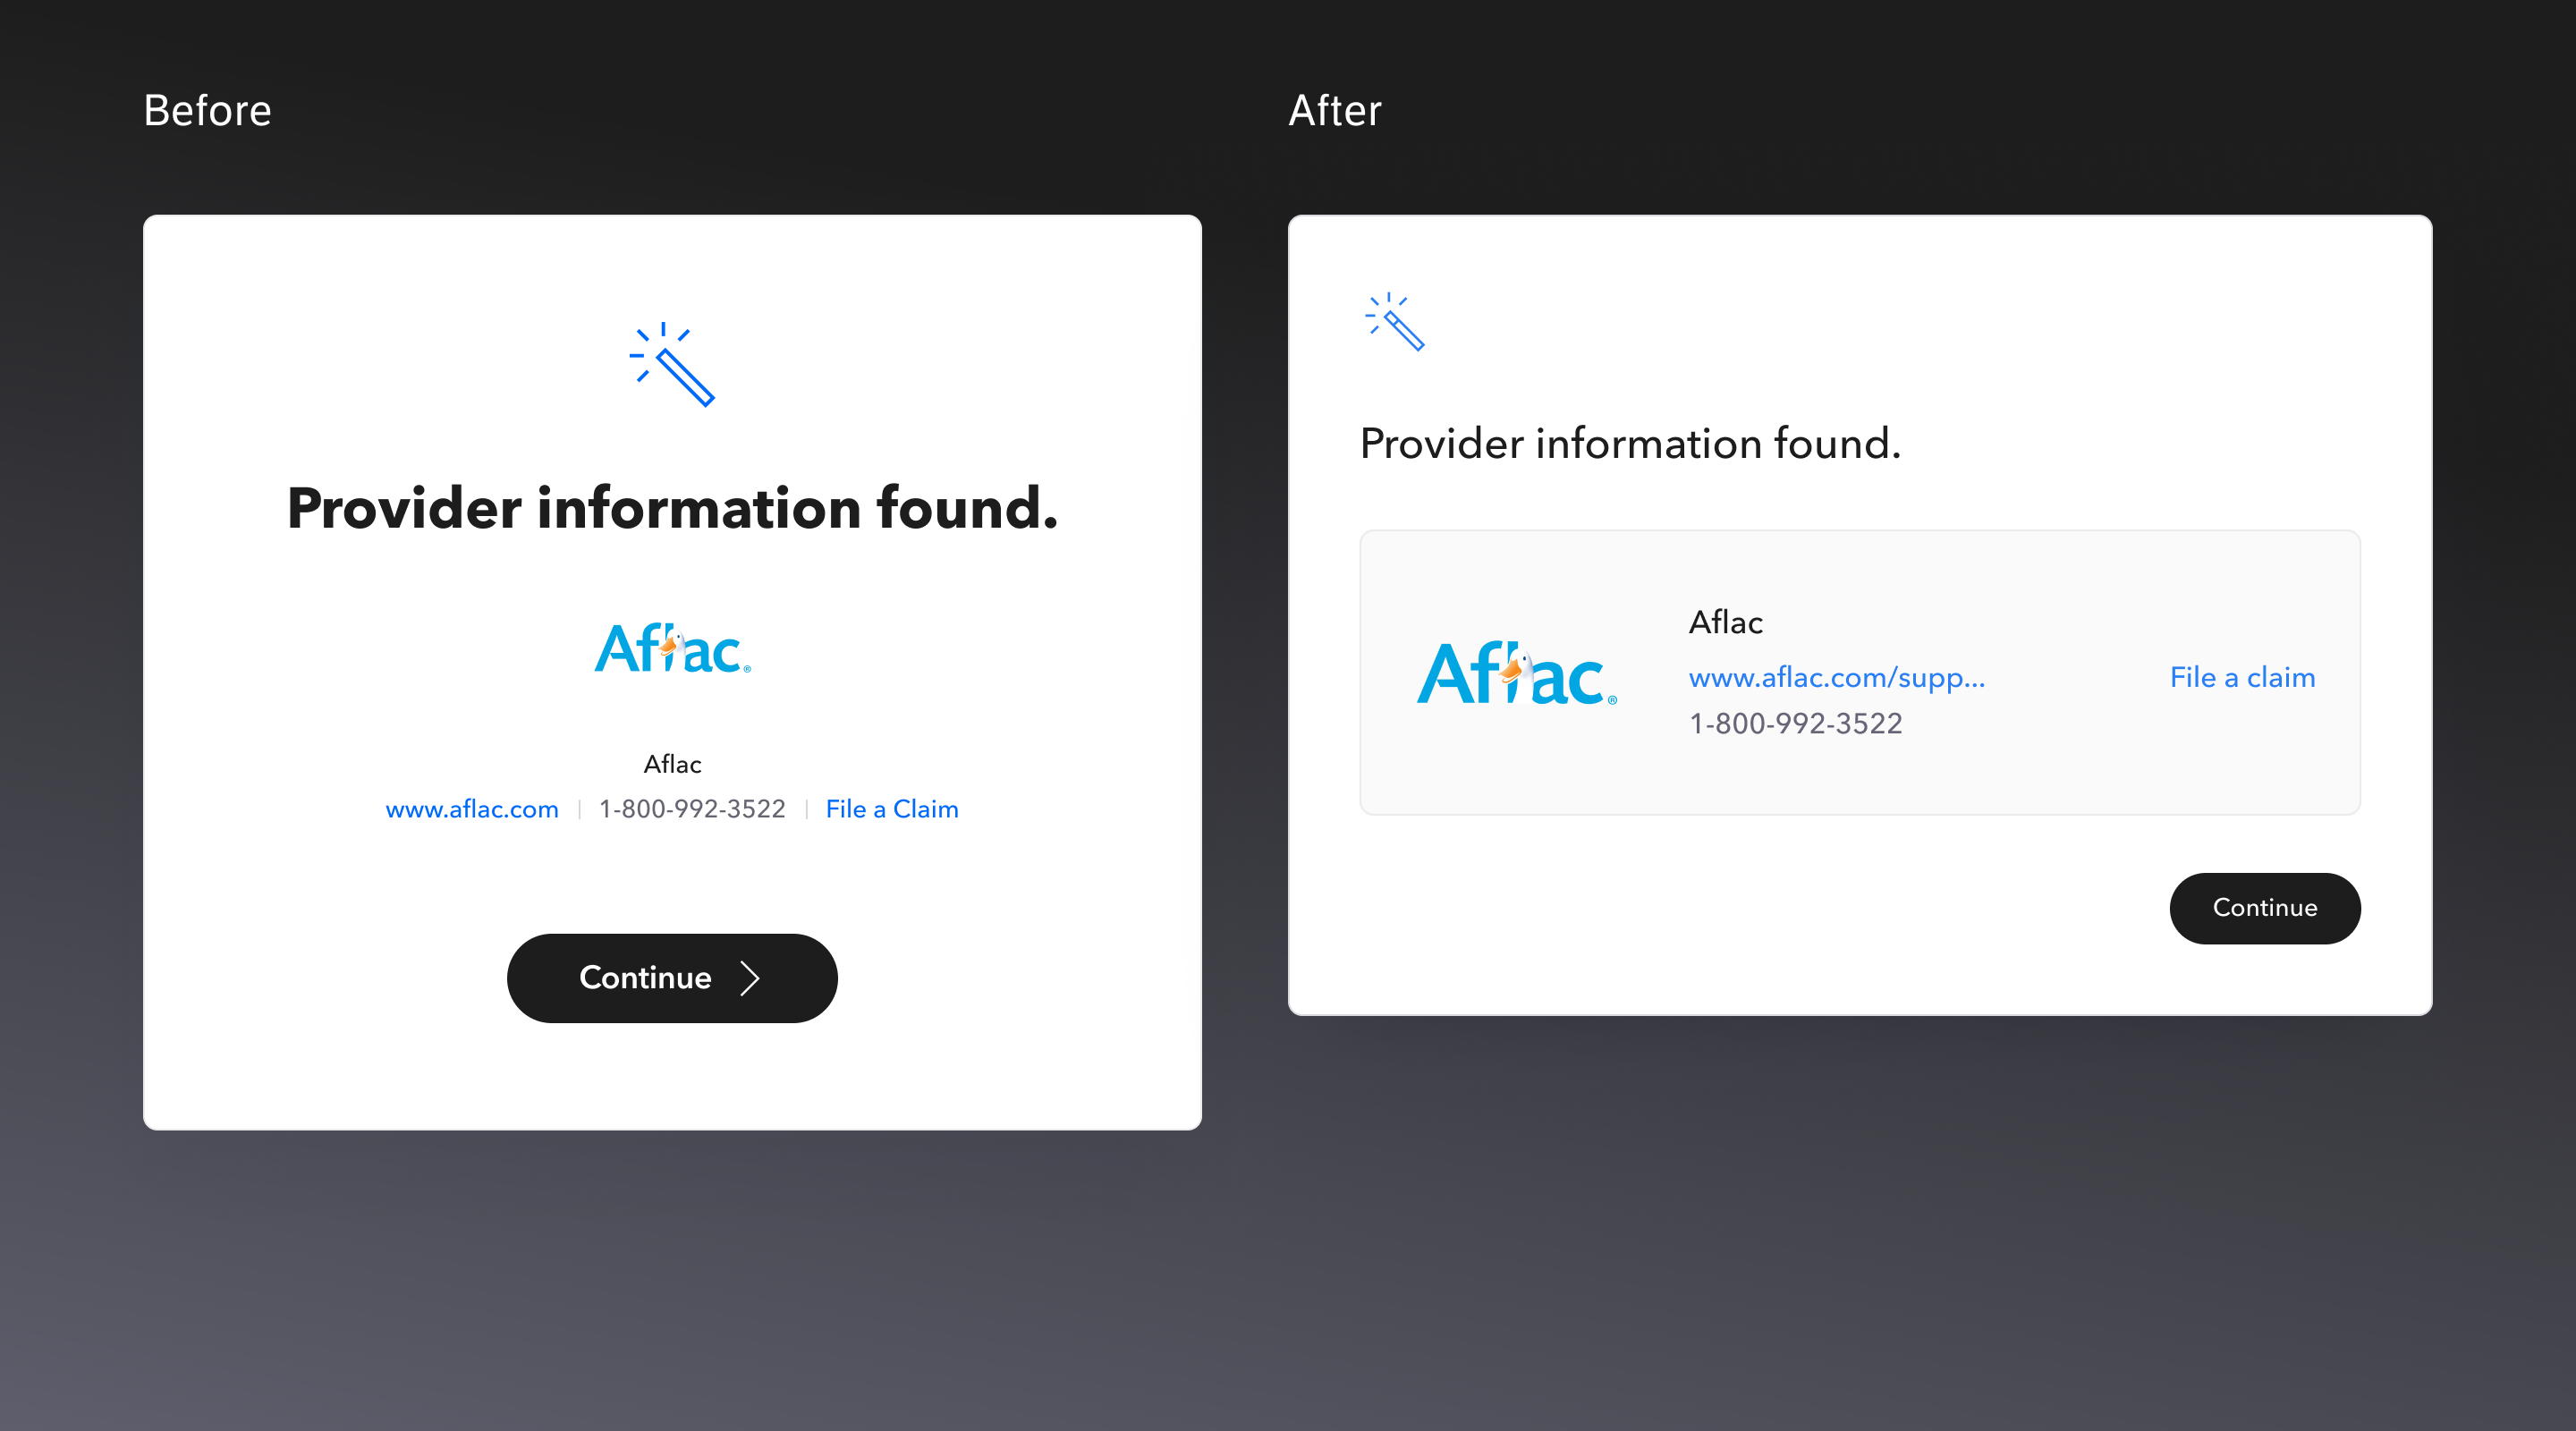 Before
Provider information found.
Aflac®
Aflac
www.aflac.com | 1-800-992-3522 | File a Claim
Continue
After
Provider information found.
Aflac®
Aflac
www.aflac.com/supp...
1-800-992-3522
File a claim
Continue